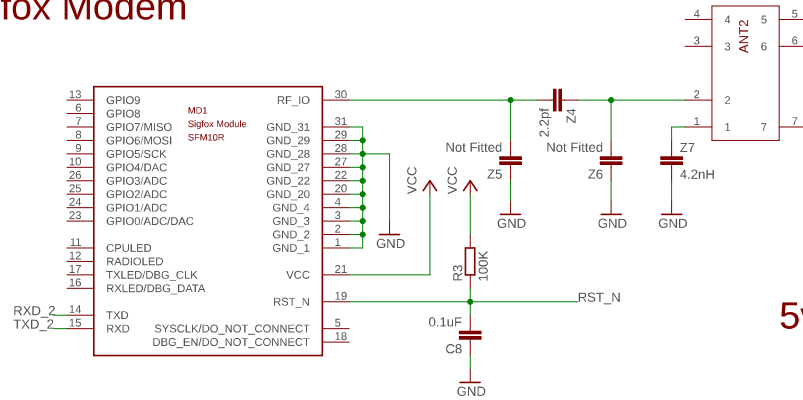 fox Modem
4 4 5 5
3 3 6 6
ANT2
2 2
1 1 7 7
13 GPIO9
6 GPIO8
7 GPIO7/MISO
8 GPIO6/MOSI
9 GPIO5/SCK
10 GPIO4/DAC
26 GPIO3/ADC
25 GPIO2/ADC
24 GPIO1/ADC
23 GPIO0/ADC/DAC
11 CPULED
12 RADIOLED
17 TXLED/DBG_CLK
16 RXLED/DBG_DATA
RXD_2 14 TXD
TXD_2 15 RXD
MD1
Sigfox Module
SFM10R
RF_IO 30
GND_31 31
GND_29 29
GND_28 28
GND_27 27
GND_22 22
GND_20 20
GND_4 4
GND_3 3
GND_2 2
GND_1 1
VCC 21
RST_N 19
SYSCLK/DO_NOT_CONNECT 5
DBG_EN/DO_NOT_CONNECT 18
GND
VCC
VCC
R3
100K
RST_N
0.1uF
C8
GND
Not Fitted
Z5
GND
2.2pf
Z4
Not Fitted
Z6
GND
Z7
4.2nH
GND
5v